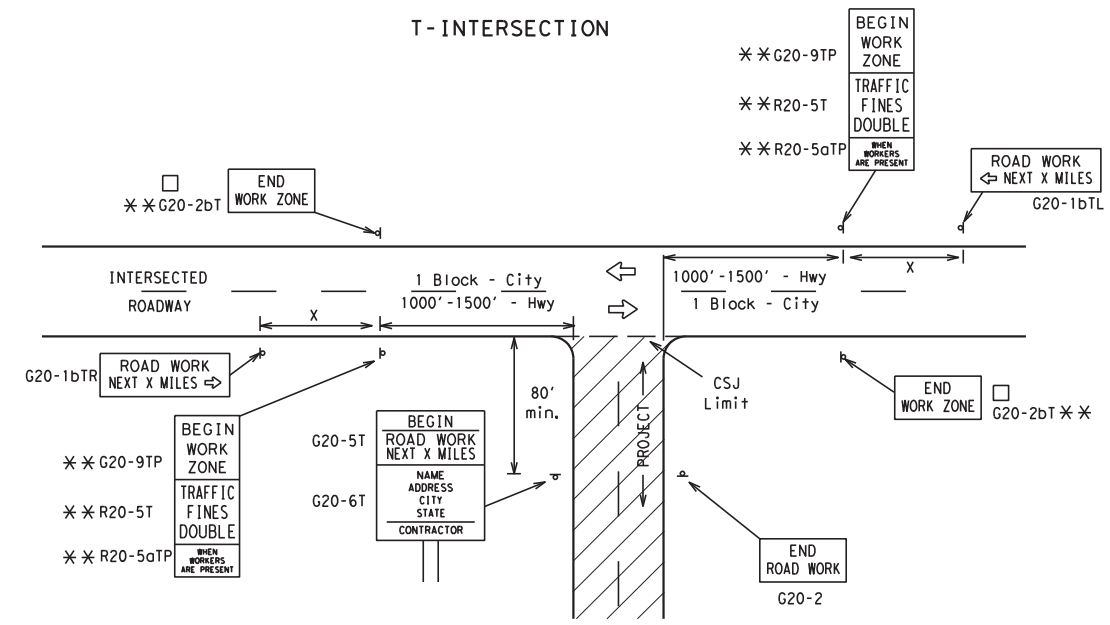 T-INTERSECTION
BEGIN
WORK
ZONE
✳✳G20-9TP
TRAFFIC
FINES
DOUBLE
✳✳R20-5T
WHEN
WORKERS
ARE PRESENT
✳✳R20-5aTP
ROAD WORK
⇦ NEXT X MILES
G20-1bTL
END
WORK ZONE
□
✳✳G20-2bT
INTERSECTED
ROADWAY
1 Block - City
1000'-1500' - Hwy
X
1000'-1500' - Hwy
1 Block - City
X
G20-1bTR
ROAD WORK
NEXT X MILES ⇨
BEGIN
WORK
ZONE
✳✳G20-9TP
TRAFFIC
FINES
DOUBLE
✳✳R20-5T
WHEN
WORKERS
ARE PRESENT
✳✳R20-5aTP
G20-5T
BEGIN
ROAD WORK
NEXT X MILES
G20-6T
NAME
ADDRESS
CITY
STATE
CONTRACTOR
80'
min.
PROJECT
CSJ
Limit
END
WORK ZONE
□
G20-2bT✳✳
END
ROAD WORK
G20-2